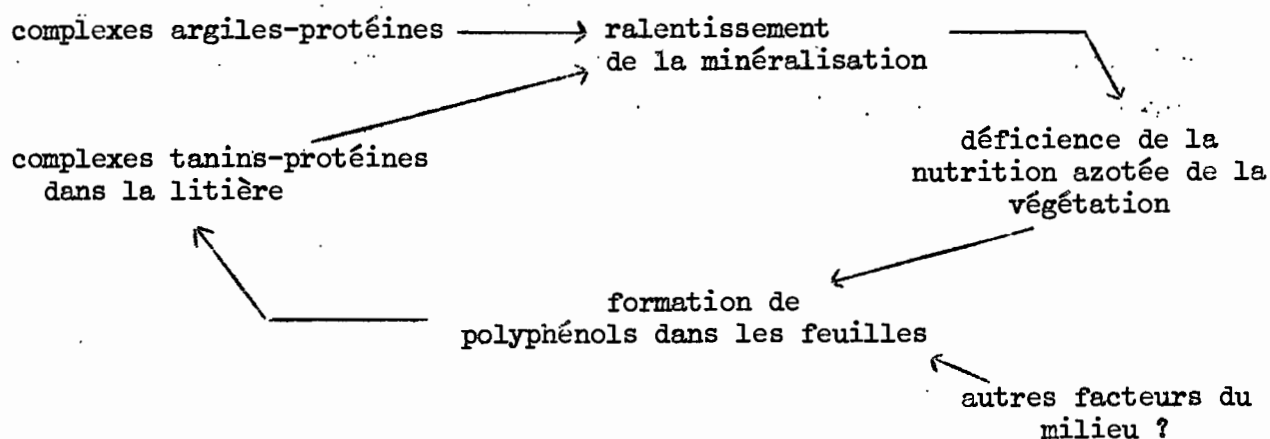 complexes argiles-protéines
ralentissement
de la minéralisation
complexes tanins-protéines
dans la litière
déficience de la
nutrition azotée de la
végétation
formation de
polyphénols dans les feuilles
autres facteurs du
milieu ?